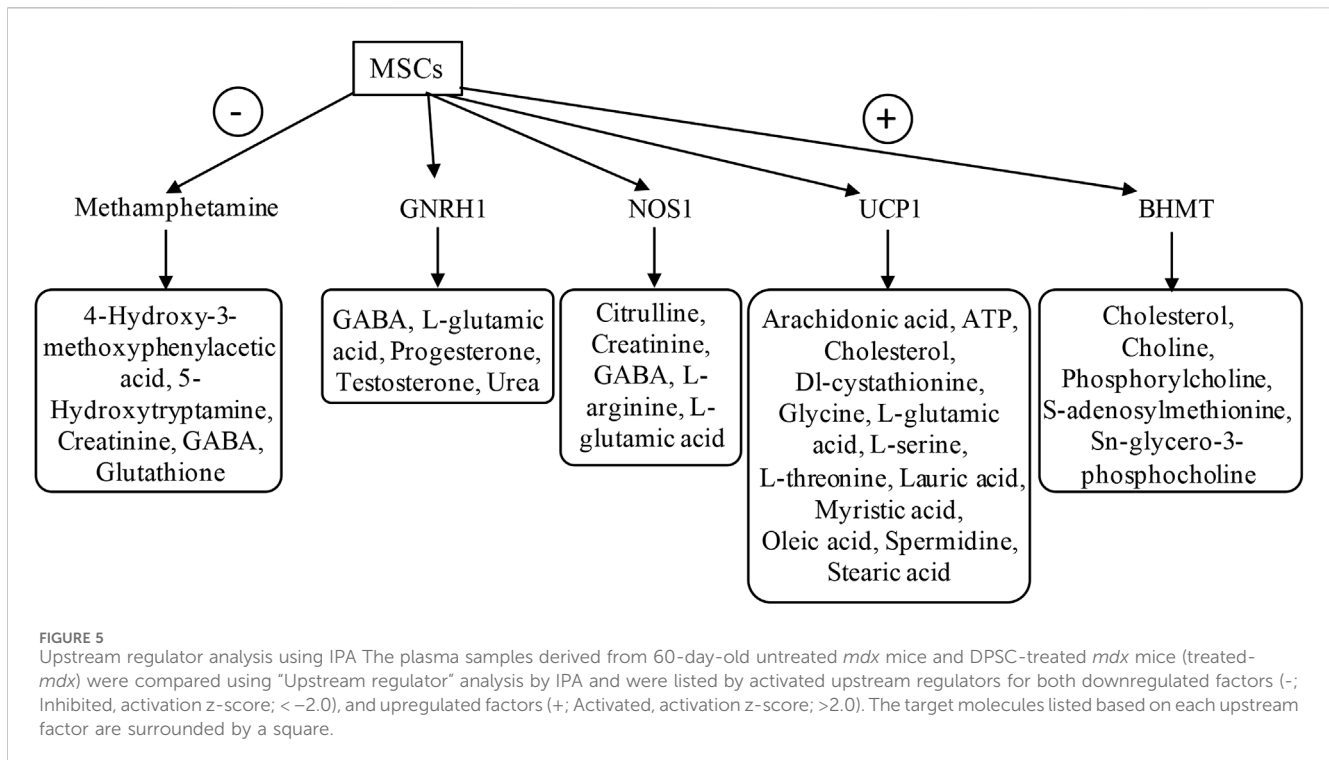 MSCs
-
+
Methamphetamine
GNRH1
NOS1
UCP1
BHMT
4-Hydroxy-3-
methoxyphenylacetic
acid, 5-
Hydroxytryptamine,
Creatinine, GABA,
Glutathione
GABA, L-glutamic
acid, Progesterone,
Testosterone, Urea
Citrulline,
Creatinine,
GABA, L-
arginine, L-
glutamic acid
Arachidonic acid, ATP,
Cholesterol,
Dl-cystathionine,
Glycine, L-glutamic
acid, L-serine,
L-threonine, Lauric acid,
Myristic acid,
Oleic acid, Spermidine,
Stearic acid
Cholesterol,
Choline,
Phosphorylcholine,
S-adenosylmethionine,
Sn-glycero-3-
phosphocholine
FIGURE 5
Upstream regulator analysis using IPA The plasma samples derived from 60-day-old untreated mdx mice and DPSC-treated mdx mice (treated-
mdx) were compared using "Upstream regulator" analysis by IPA and were listed by activated upstream regulators for both downregulated factors (-;
Inhibited, activation z-score; < −2.0), and upregulated factors (+; Activated, activation z-score; >2.0). The target molecules listed based on each upstream
factor are surrounded by a square.